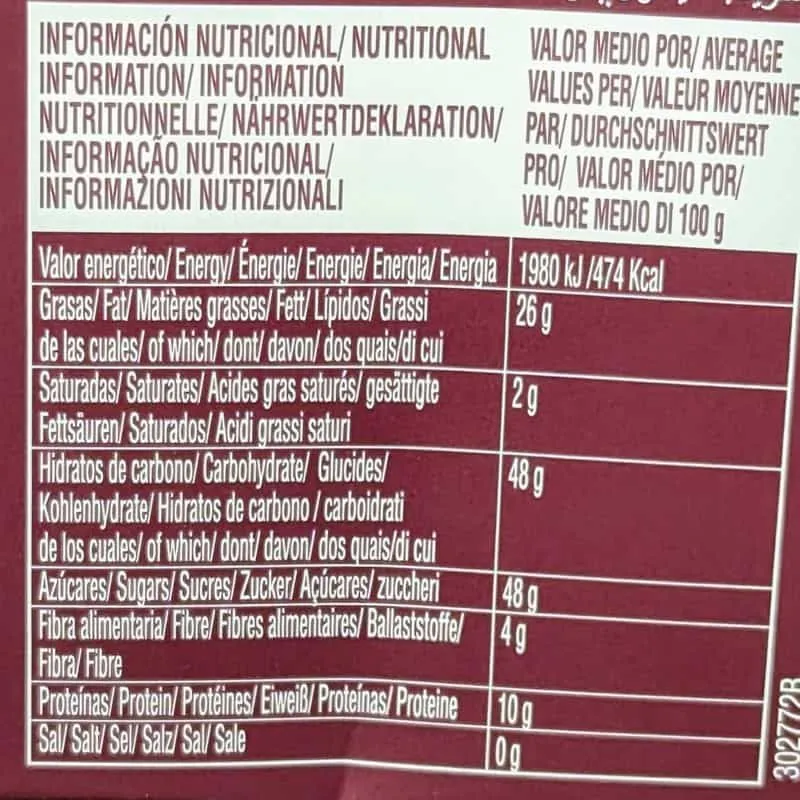 INFORMACIÓN NUTRICIONAL/ NUTRITIONAL
INFORMATION/ INFORMATION
NUTRITIONNELLE/ NÄHRWERTDEKLARATION/
INFORMAÇÃO NUTRICIONAL/
INFORMAZIONI NUTRIZIONALI
VALOR MEDIO POR/ AVERAGE
VALUES PER/ VALEUR MOYENNE
PAR/ DURCHSCHNITTSWERT
PRO/ VALOR MÉDIO POR/
VALORE MEDIO DI 100 g
Valor energético/ Energy/ Énergie/ Energie/ Energia/ Energia 1980 kJ /474 Kcal
Grasas/ Fat/ Matières grasses/ Fett/ Lípidos/ Grassi 26 g
de las cuales/ of which/ dont/ davon/ dos quais/di cui
Saturadas/ Saturates/ Acides gras saturés/ gesättigte 2 g
Fettsäuren/ Saturados/ Acidi grassi saturi
Hidratos de carbono/ Carbohydrate/ Glucides/ 48 g
Kohlenhydrate/ Hidratos de carbono / carboidrati
de los cuales/ of which/ dont/ davon/ dos quais/di cui
Azúcares/ Sugars/ Sucres/ Zucker/ Açúcares/ zuccheri 48 g
Fibra alimentaria/ Fibre/ Fibres alimentaires/ Ballaststoffe/ 4 g
Fibra/ Fibre
Proteínas/ Protein/ Protéines/ Eiweiß/ Proteínas/ Proteine 10 g
Sal/ Salt/ Sel/ Salz/ Sal/ Sale 0 g
302772B